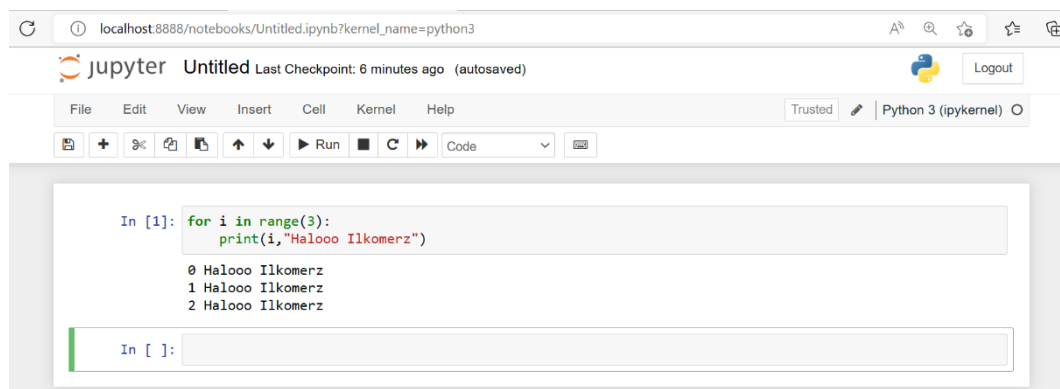 localhost:8888/notebooks/Untitled.ipynb?kernel_name=python3
jupyter Untitled Last Checkpoint: 6 minutes ago (autosaved) Logout
File Edit View Insert Cell Kernel Help Trusted Python 3 (ipykernel)
Run Code
In [1]: for i in range(3):
print(i,"Halooo Ilkomerz")
0 Halooo Ilkomerz
1 Halooo Ilkomerz
2 Halooo Ilkomerz
In [ ]: